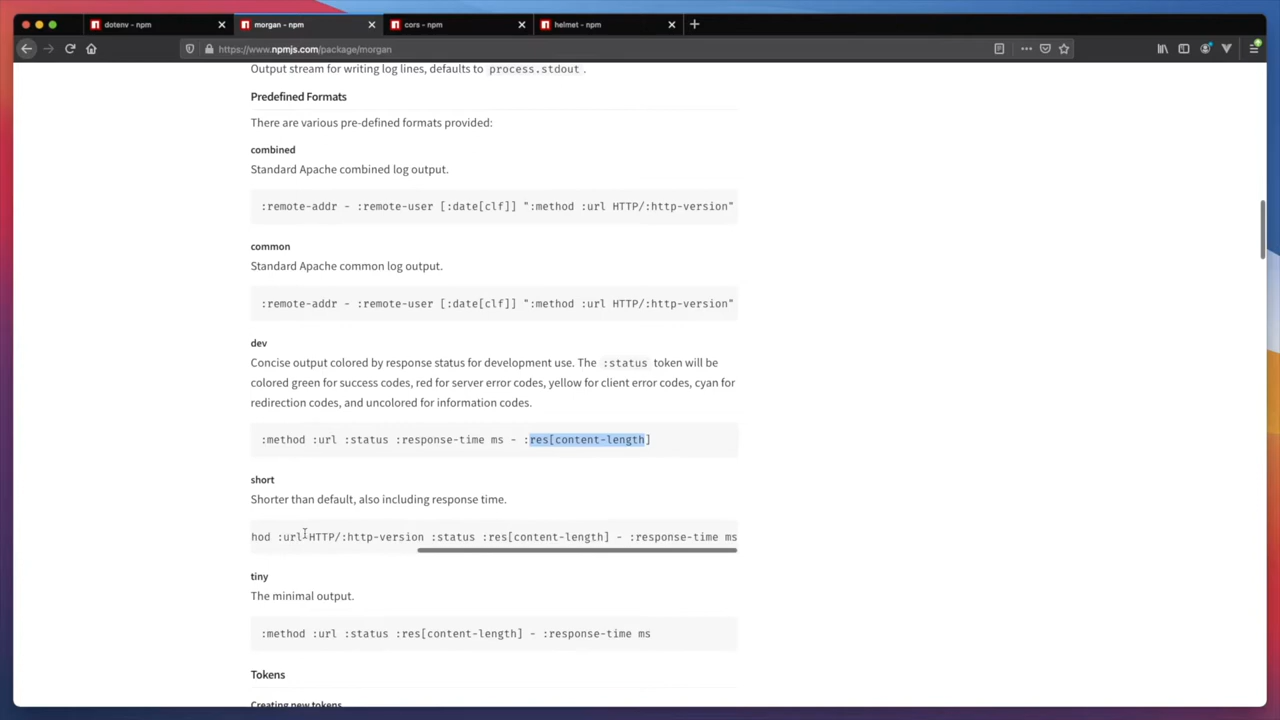 dotenv - npm
morgan - npm
cors - npm
helmet - npm
https://www.npmjs.com/package/morgan
Output stream for writing log lines, defaults to process.stdout.
Predefined Formats
There are various pre-defined formats provided:
combined
Standard Apache combined log output.
:remote-addr - :remote-user [:date[clf]] ":method :url HTTP/:http-version"
common
Standard Apache common log output.
:remote-addr - :remote-user [:date[clf]] ":method :url HTTP/:http-version"
dev
Concise output colored by response status for development use. The :status token will be
colored green for success codes, red for server error codes, yellow for client error codes, cyan for
redirection codes, and uncolored for information codes.
:method :url :status :response-time ms - :res[content-length]
short
Shorter than default, also including response time.
hod :url HTTP/:http-version :status :res[content-length] - :response-time ms
tiny
The minimal output.
:method :url :status :res[content-length] - :response-time ms
Tokens
Creating new tokens